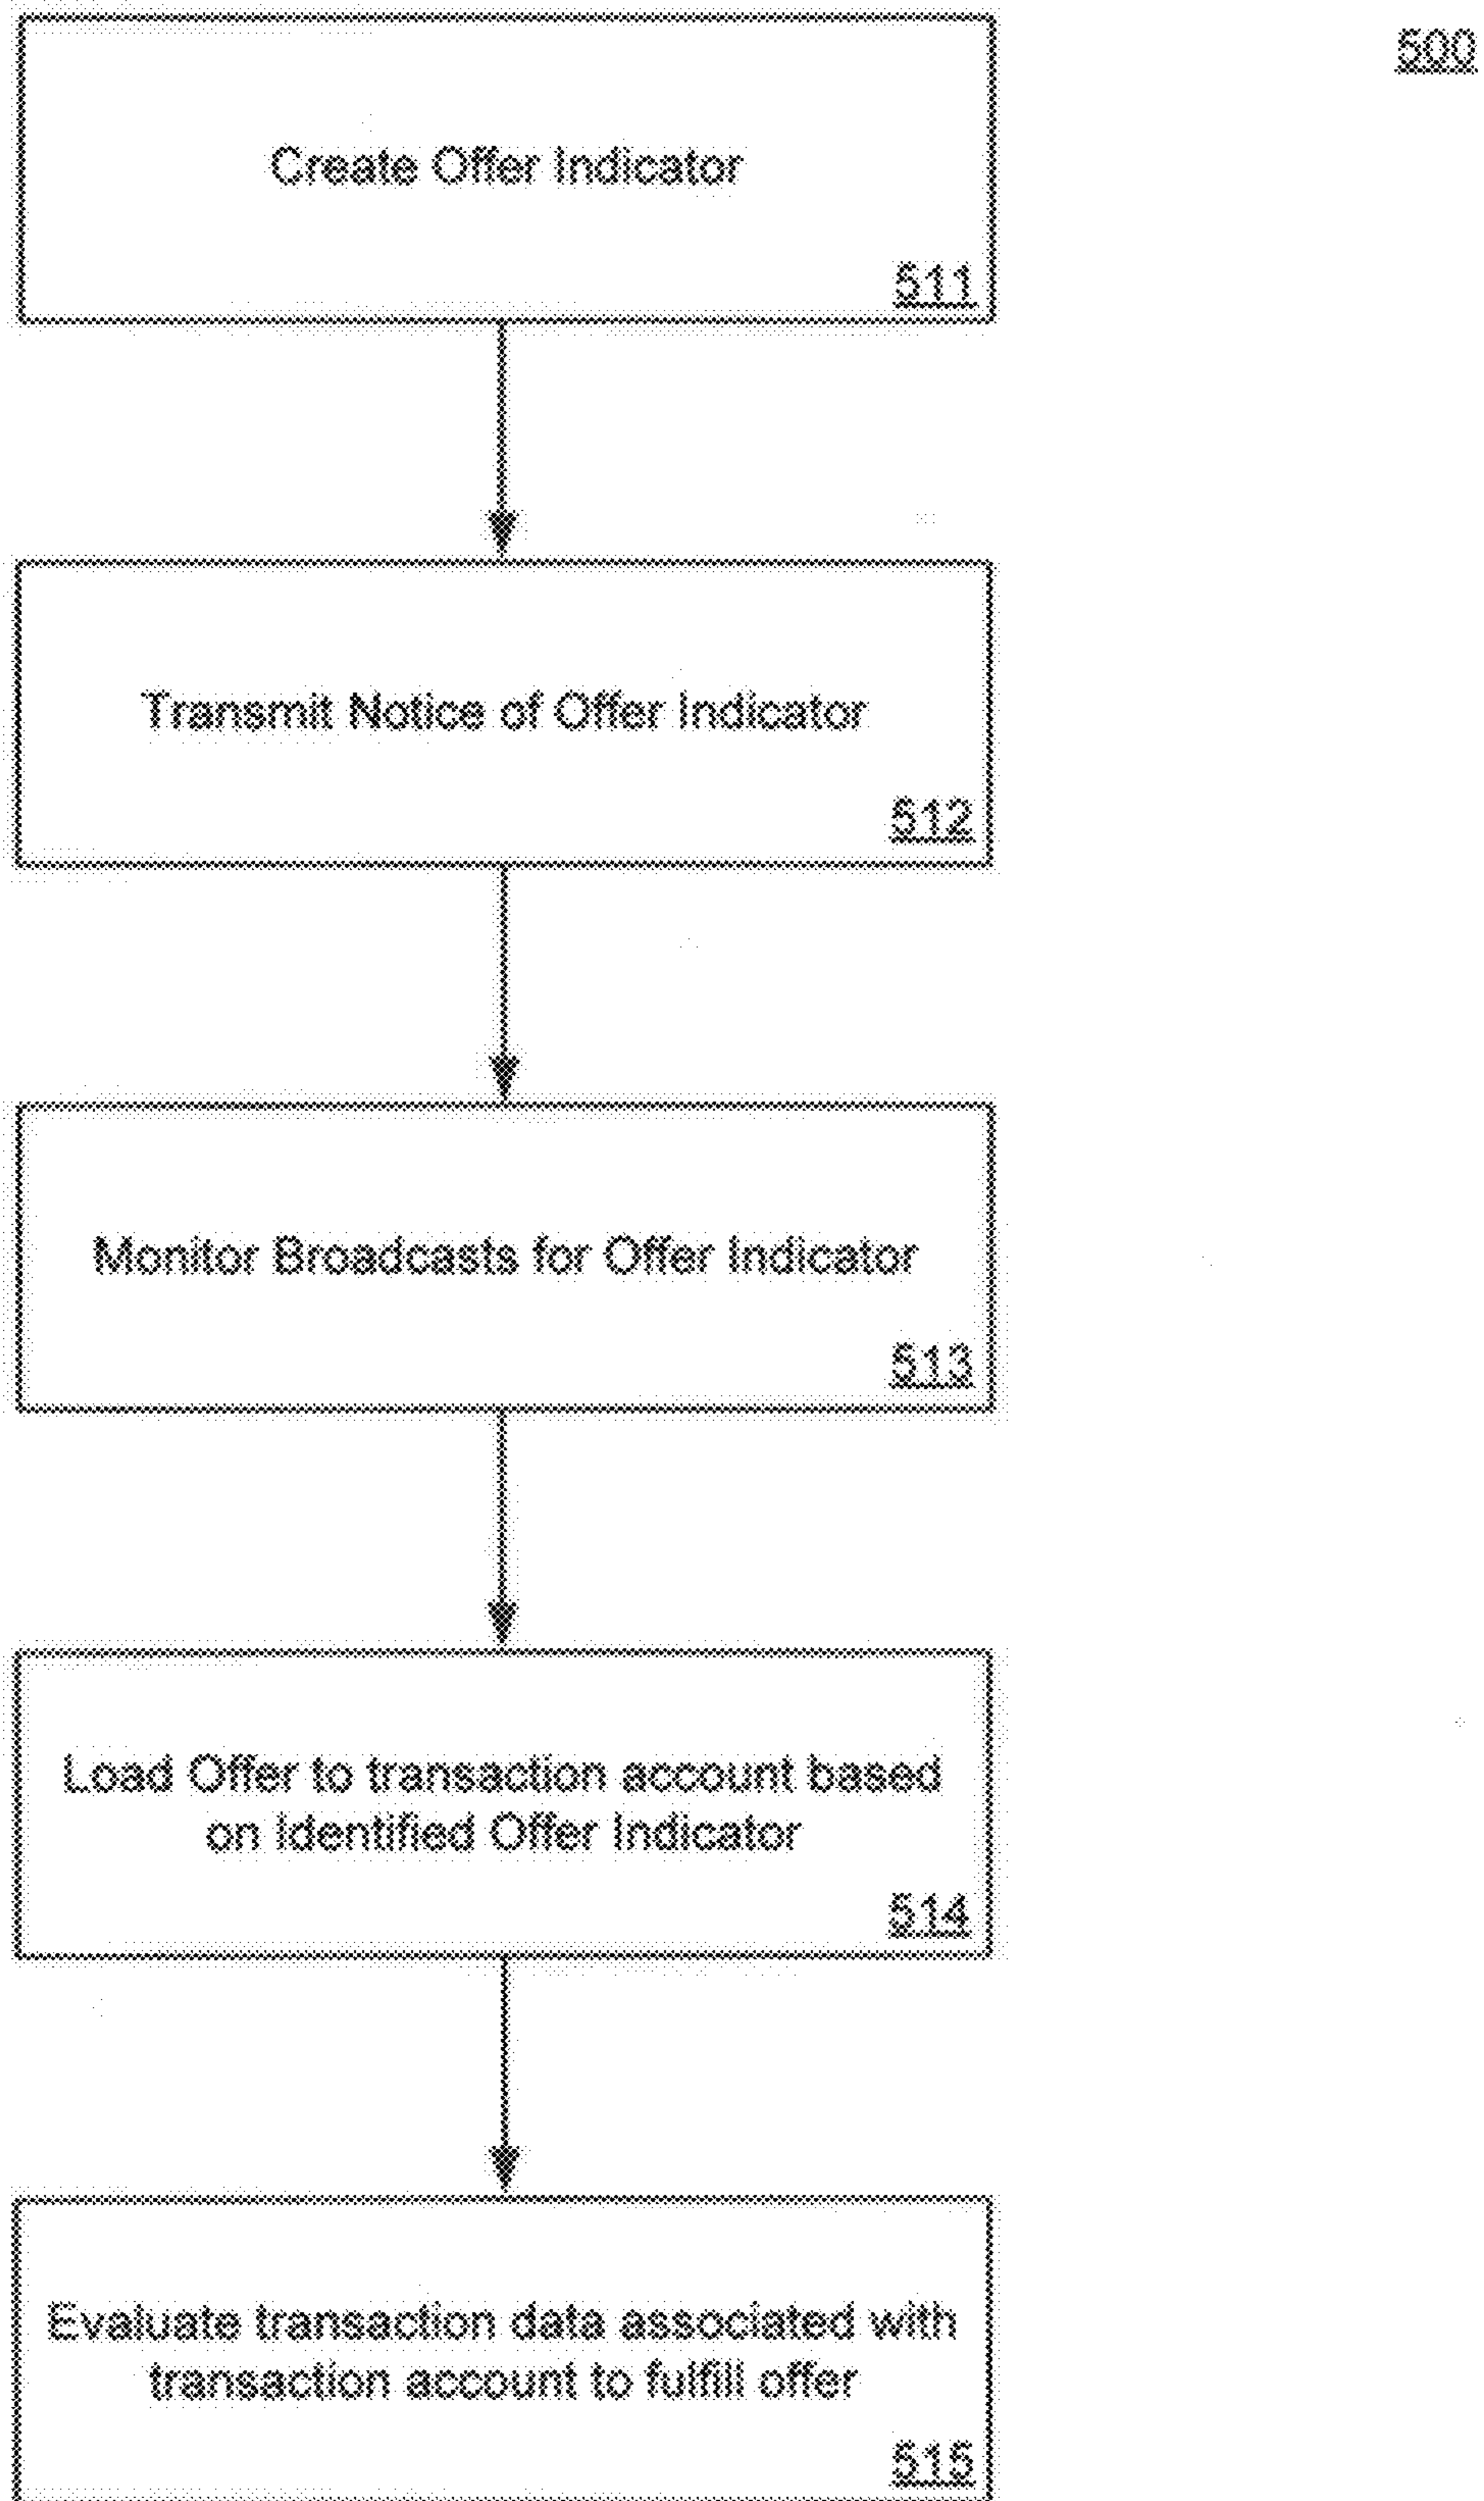 500
Create Offer Indicator
511
Transmit Notice of Offer Indicator
512
Monitor Broadcasts for Offer Indicator
513
Load Offer to transaction account based
on Identified Offer Indicator
514
Evaluate transaction data associated with
transaction account to fulfill offer
515